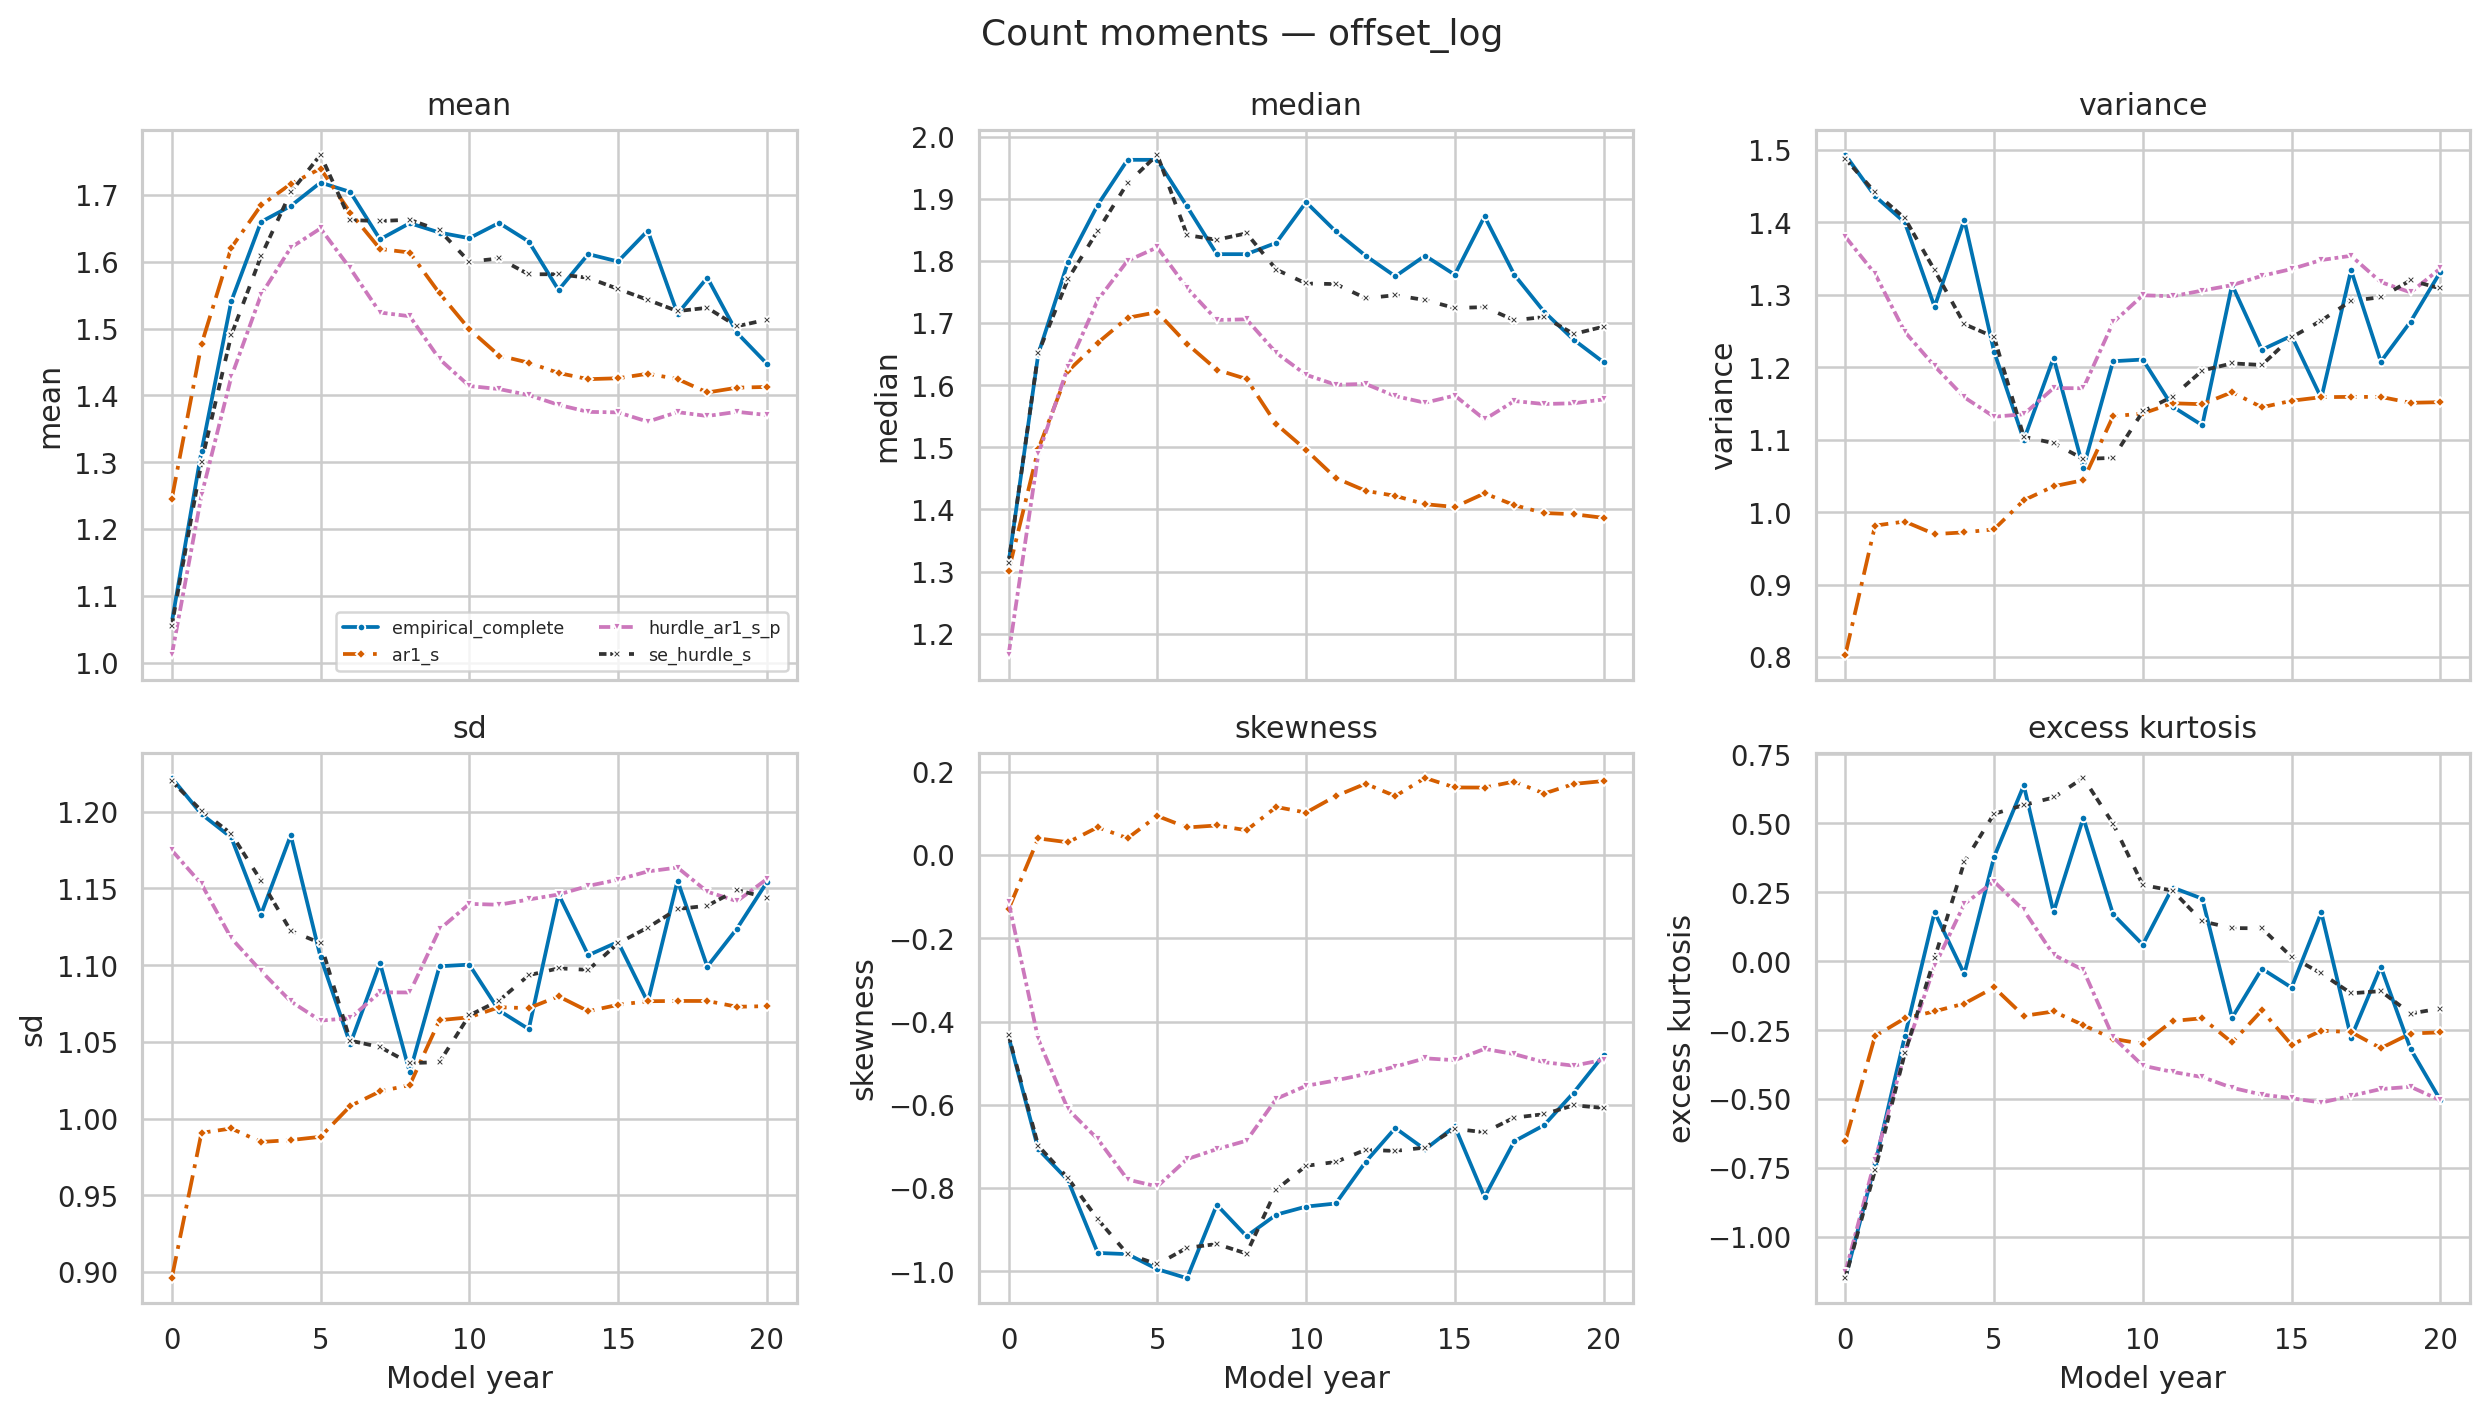 Count moments — offset_log
mean
median
variance
mean
1.7
1.6
1.5
1.4
1.3
1.2
1.1
1.0
empirical_complete
ar1_s
hurdle_ar1_s_p
se_hurdle_s
median
2.0
1.9
1.8
1.7
1.6
1.5
1.4
1.3
1.2
variance
1.5
1.4
1.3
1.2
1.1
1.0
0.9
0.8
sd
skewness
excess kurtosis
sd
1.20
1.15
1.10
1.05
1.00
0.95
0.90
0 5 10 15 20
Model year
skewness
0.2
0.0
−0.2
−0.4
−0.6
−0.8
−1.0
0 5 10 15 20
Model year
excess kurtosis
0.75
0.50
0.25
0.00
−0.25
−0.50
−0.75
−1.00
0 5 10 15 20
Model year